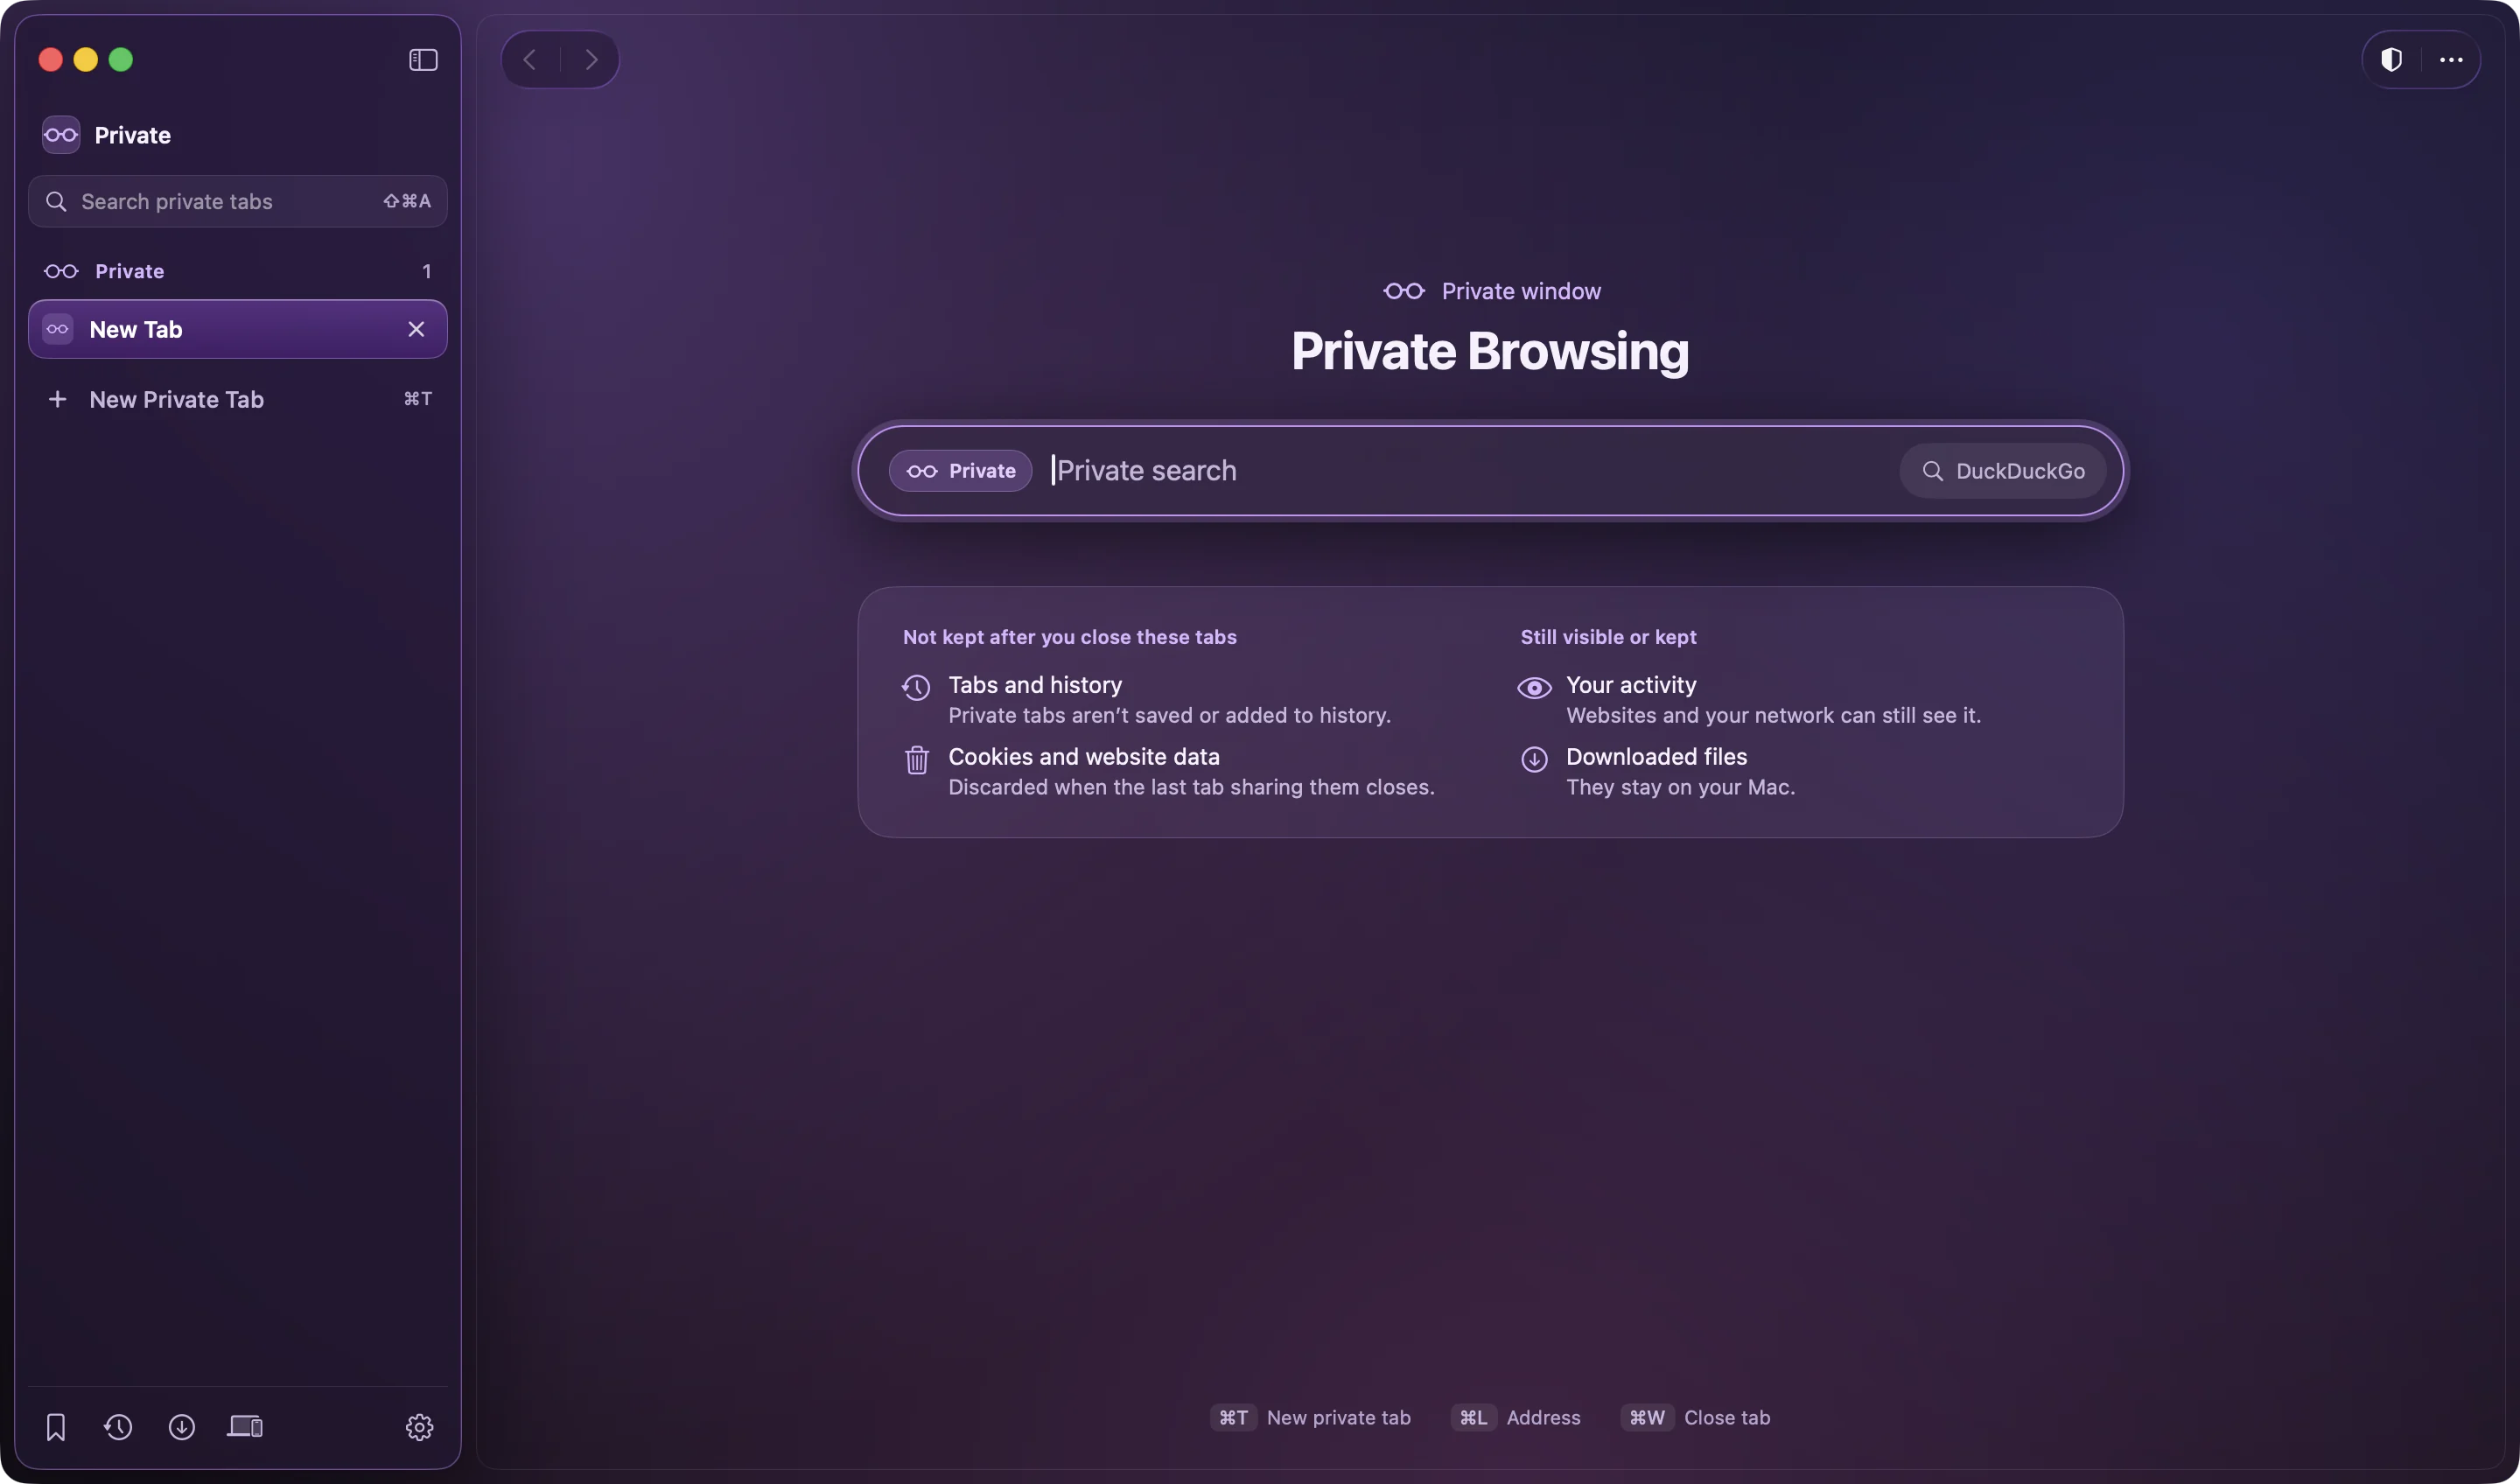 Private
Search private tabs ⇧⌘A
Private 1
New Tab
New Private Tab ⌘T
Private window
Private Browsing
Private Private search DuckDuckGo
Not kept after you close these tabs
Tabs and history
Private tabs aren’t saved or added to history.
Cookies and website data
Discarded when the last tab sharing them closes.
Still visible or kept
Your activity
Websites and your network can still see it.
Downloaded files
They stay on your Mac.
⌘T New private tab ⌘L Address ⌘W Close tab